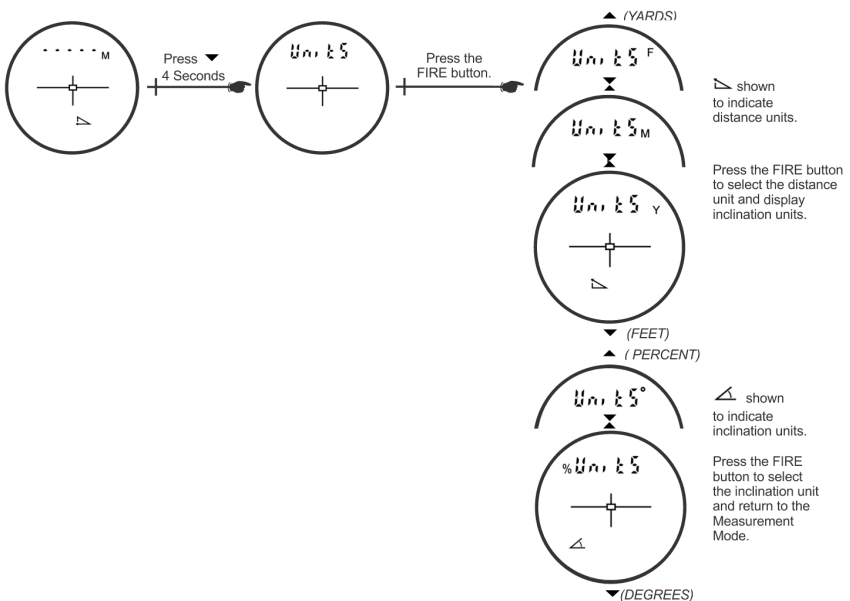 - - - - - M
Press ▼
4 Seconds
UnitS
Press the
FIRE button.
▲ (YARDS)
UnitS F
shown
to indicate
distance units.
UnitS M
Press the FIRE button
to select the distance
unit and display
inclination units.
UnitS Y
▼ (FEET)
▲ ( PERCENT)
UnitS°
shown
to indicate
inclination units.
% UnitS
Press the FIRE
button to select
the inclination unit
and return to the
Measurement
Mode.
▼(DEGREES)